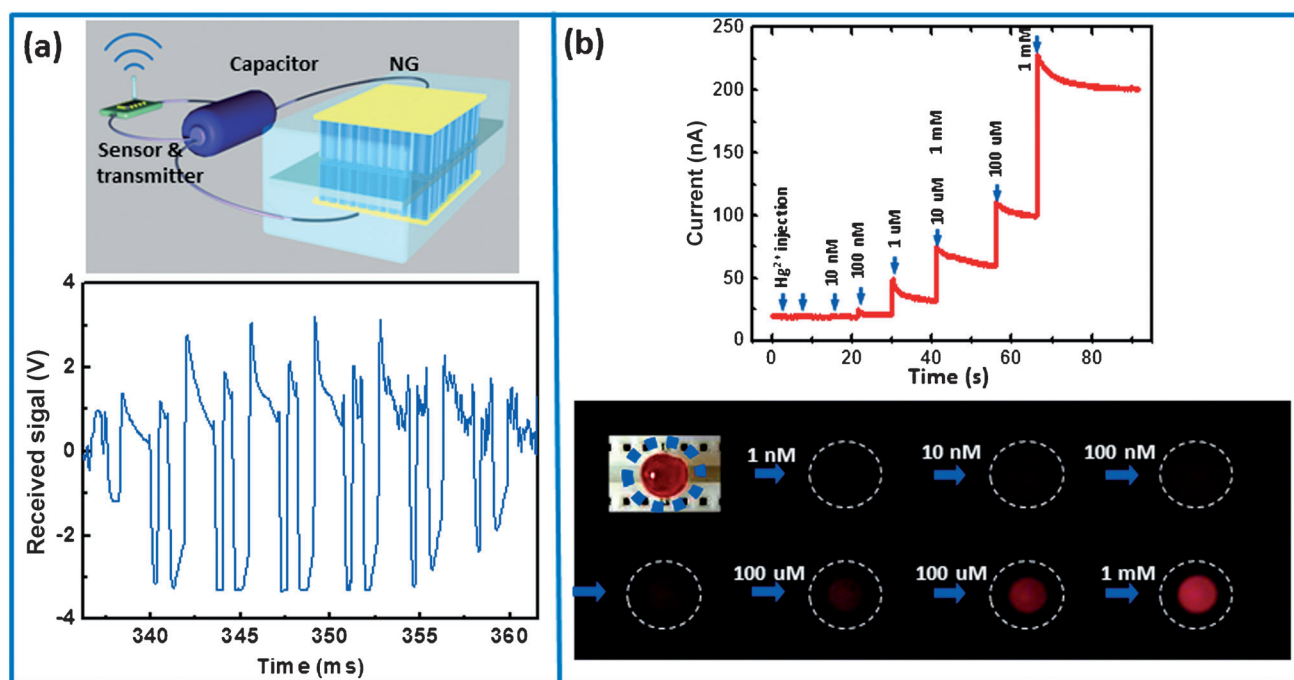 (a)
Capacitor
NG
Sensor &
transmitter
Received sigal (V)
4
2
0
-2
-4
340
345
350
355
360
Time (ms)
(b)
Current (nA)
250
200
150
100
50
0
Hg²⁺ injection
10 nM
100 nM
1 uM
10 uM
1 mM
100 uM
1 mM
0
20
40
60
80
Time (s)
1 nM
10 nM
100 nM
100 uM
100 uM
1 mM